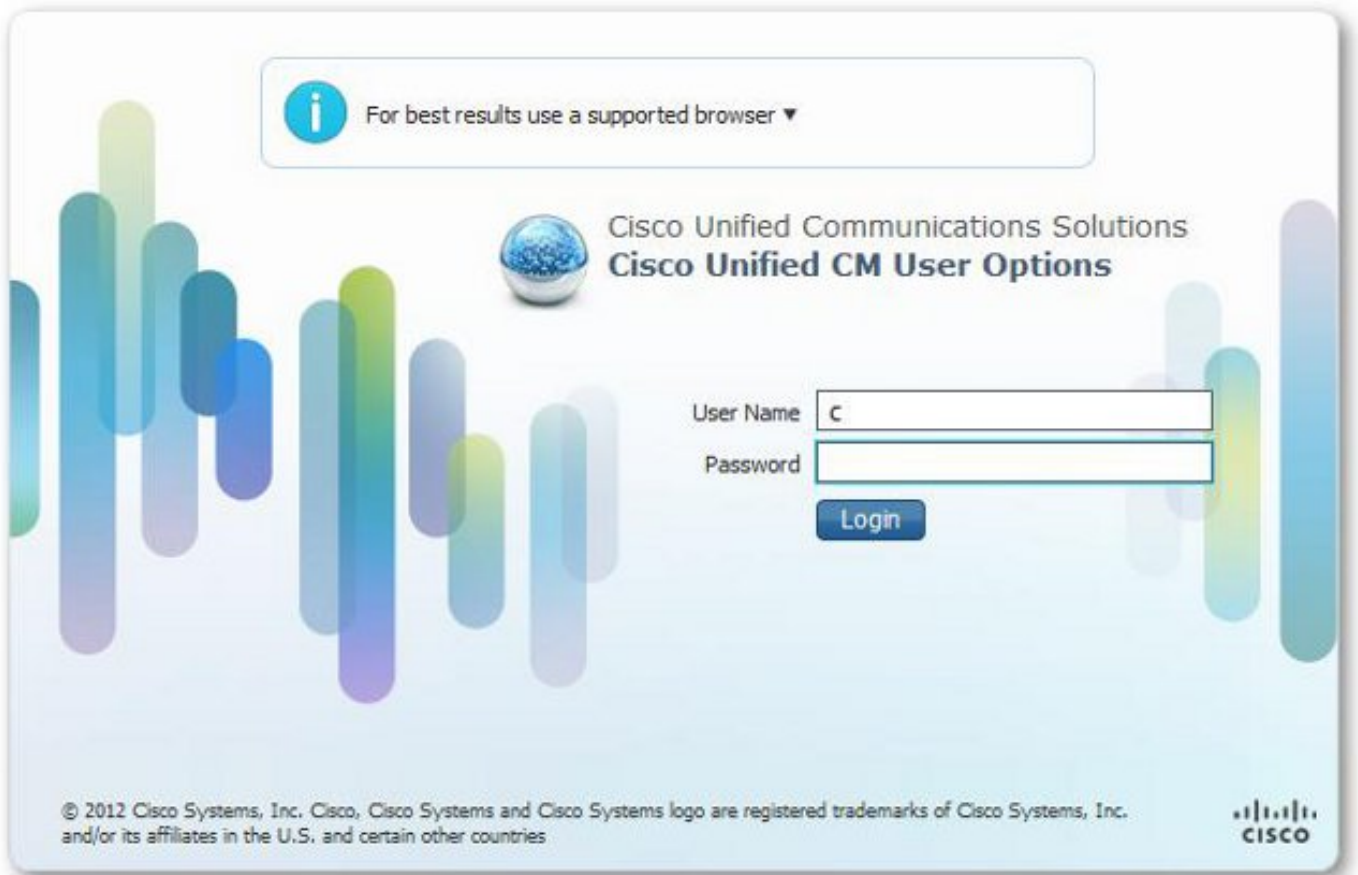 For best results use a supported browser ▼
Cisco Unified Communications Solutions
Cisco Unified CM User Options
User Name c
Password
Login
© 2012 Cisco Systems, Inc. Cisco, Cisco Systems and Cisco Systems logo are registered trademarks of Cisco Systems, Inc.
and/or its affiliates in the U.S. and certain other countries
CISCO